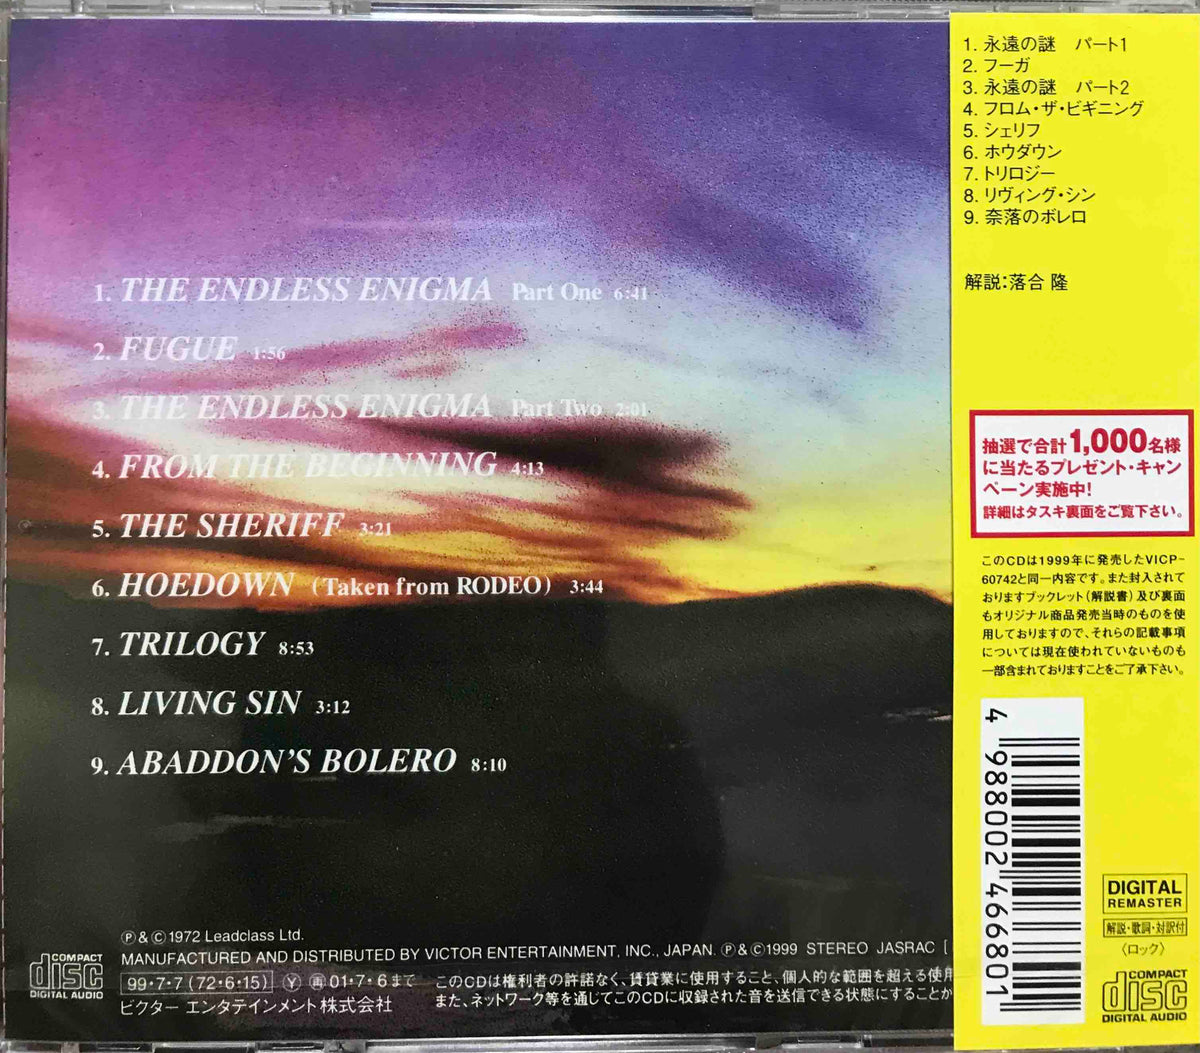 1. THE ENDLESS ENIGMA Part One 6:41
2. FUGUE 1:56
3. THE ENDLESS ENIGMA Part Two 2:01
4. FROM THE BEGINNING 4:13
5. THE SHERIFF 3:21
6. HOEDOWN (Taken from RODEO) 3:44
7. TRILOGY 8:53
8. LIVING SIN 3:12
9. ABADDON'S BOLERO 8:10
Ⓟ&Ⓒ1972 Leadclass Ltd.
MANUFACTURED AND DISTRIBUTED BY VICTOR ENTERTAINMENT, INC., JAPAN. Ⓟ&Ⓒ1999 STEREO JASRAC [
COMPACT
disc
DIGITAL AUDIO
99・7・7 (72・6・15) Ⓨ 再 01・7・6まで
ビクター エンタテインメント株式会社
このCDは権利者の許諾なく、賃貸業に使用すること、個人的な範囲を超える使用
また、ネットワーク等を通じてこのCDに収録された音を送信できる状態にすることか
1. 永遠の謎 パート1
2. フーガ
3. 永遠の謎 パート2
4. フロム・ザ・ビギニング
5. シェリフ
6. ホウダウン
7. トリロジー
8. リヴィング・シン
9. 奈落のボレロ
解説：落合 隆
抽選で合計1,000名様
に当たるプレゼント・キャン
ペーン実施中!
詳細はタスキ裏面をご覧下さい。
このCDは1999年に発売したVICP-
60742と同一内容です。また封入されて
おりますブックレット（解説書）及び裏面
もオリジナル商品発売当時のものを使
用しておりますので、それらの記載事項
については現在使われていないものも
一部含まれておりますことをご了承下さい。
4 988002 466801
DIGITAL
REMASTER
解説・歌詞・対訳付
〈ロック〉
COMPACT
disc
DIGITAL AUDIO